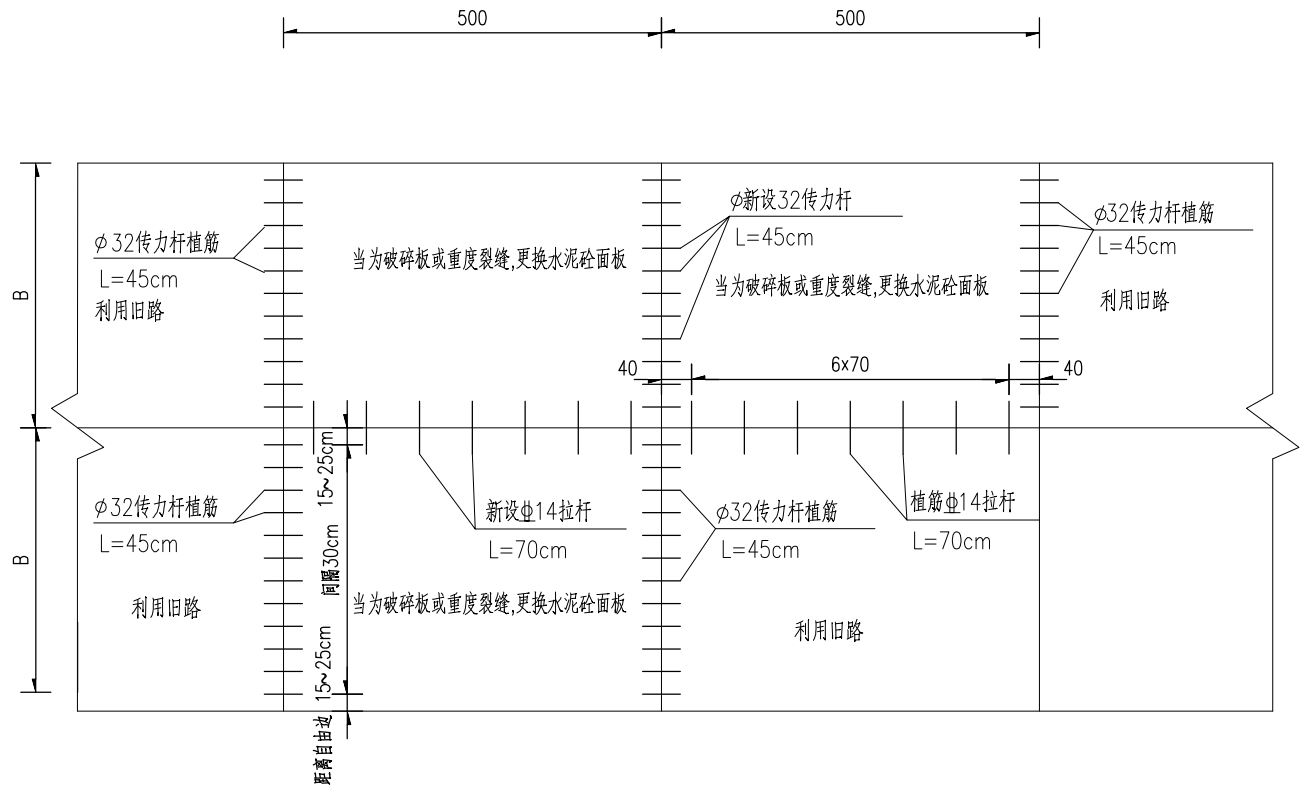 500
500
B
ϕ32传力杆植筋
L=45cm
利用旧路
当为破碎板或重度裂缝,更换水泥砼面板
ϕ新设32传力杆
L=45cm
当为破碎板或重度裂缝,更换水泥砼面板
ϕ32传力杆植筋
L=45cm
利用旧路
40
6×70
40
B
ϕ32传力杆植筋
L=45cm
利用旧路
15~25cm
间隔30cm
15~25cm
距离自由边
新设⏀14拉杆
L=70cm
当为破碎板或重度裂缝,更换水泥砼面板
ϕ32传力杆植筋
L=45cm
植筋⏀14拉杆
L=70cm
利用旧路